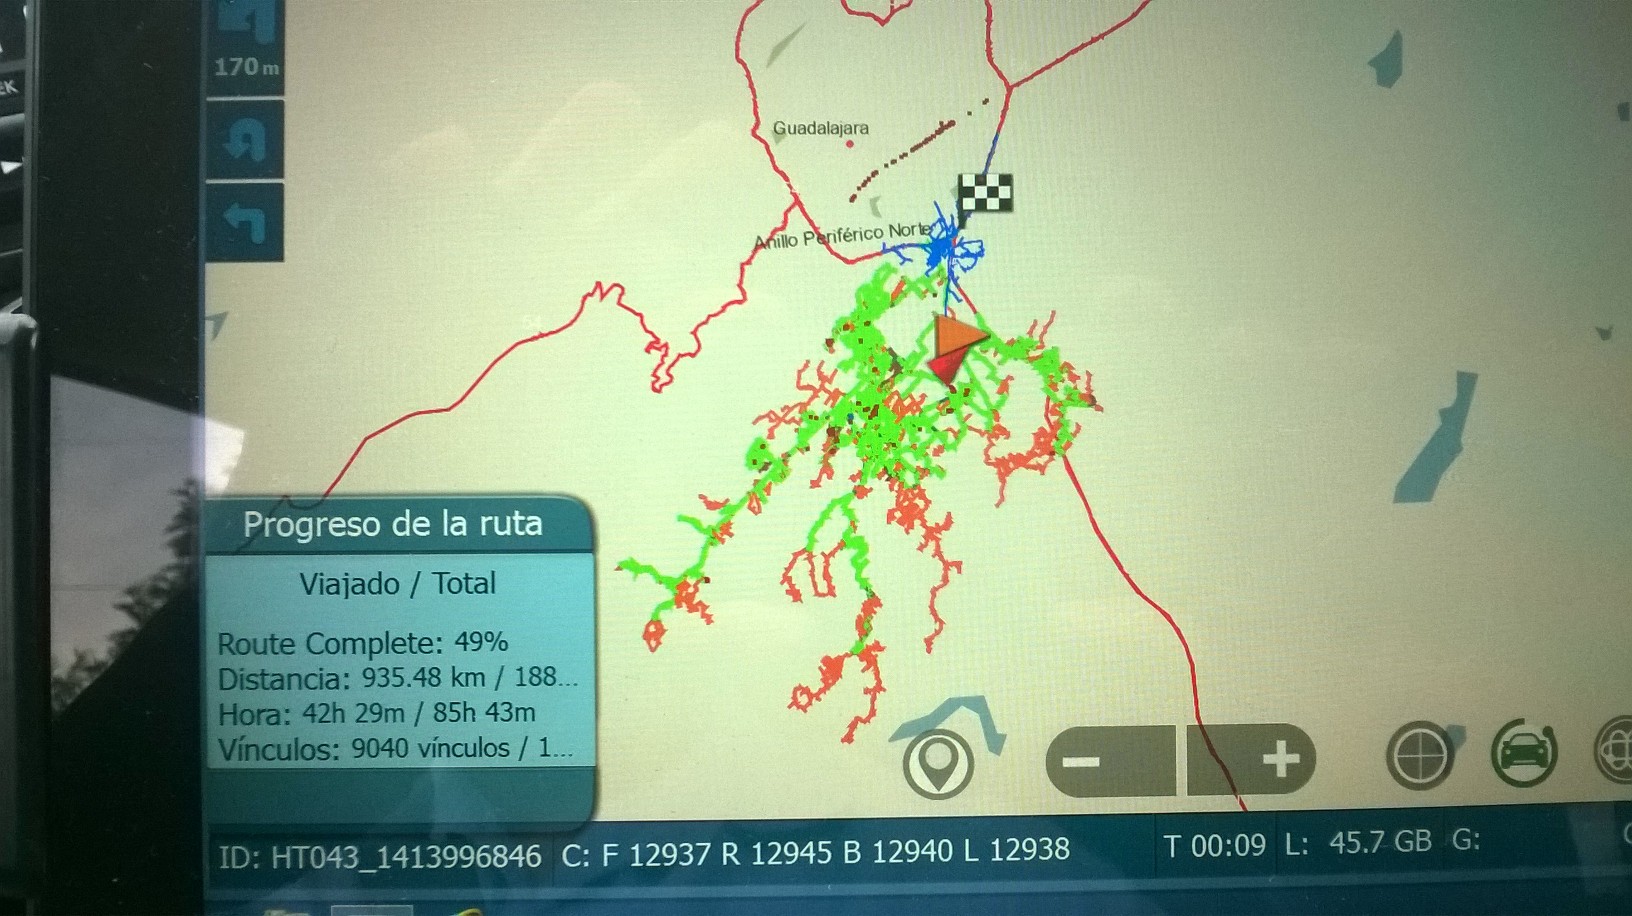 170 m
Guadalajara
Anillo Periférico Norte
Progreso de la ruta
Viajado / Total
Route Complete: 49%
Distancia: 935.48 km / 188...
Hora: 42h 29m / 85h 43m
Vínculos: 9040 vínculos / 1...
ID: HT043_1413996846 C: F 12937 R 12945 B 12940 L 12938 T 00:09 L: 45.7 GB G: